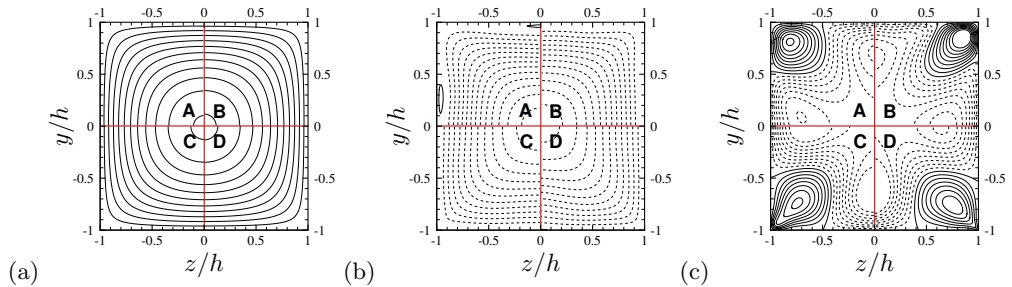 -1 -0.5 0 0.5 1 -1 -0.5 0 0.5 1 -1 -0.5 0 0.5 1
1 1 1
0.5 0.5 0.5 0.5 0.5 0.5
A B A B A B
y/h 0 0 y/h 0 0 y/h 0 0
C D C D C D
-0.5 -0.5 -0.5 -0.5 -0.5 -0.5
-1 -1 -1 -1 -1 -1
-1 -0.5 0 0.5 1 -1 -0.5 0 0.5 1 -1 -0.5 0 0.5 1
(a) z/h (b) z/h (c) z/h